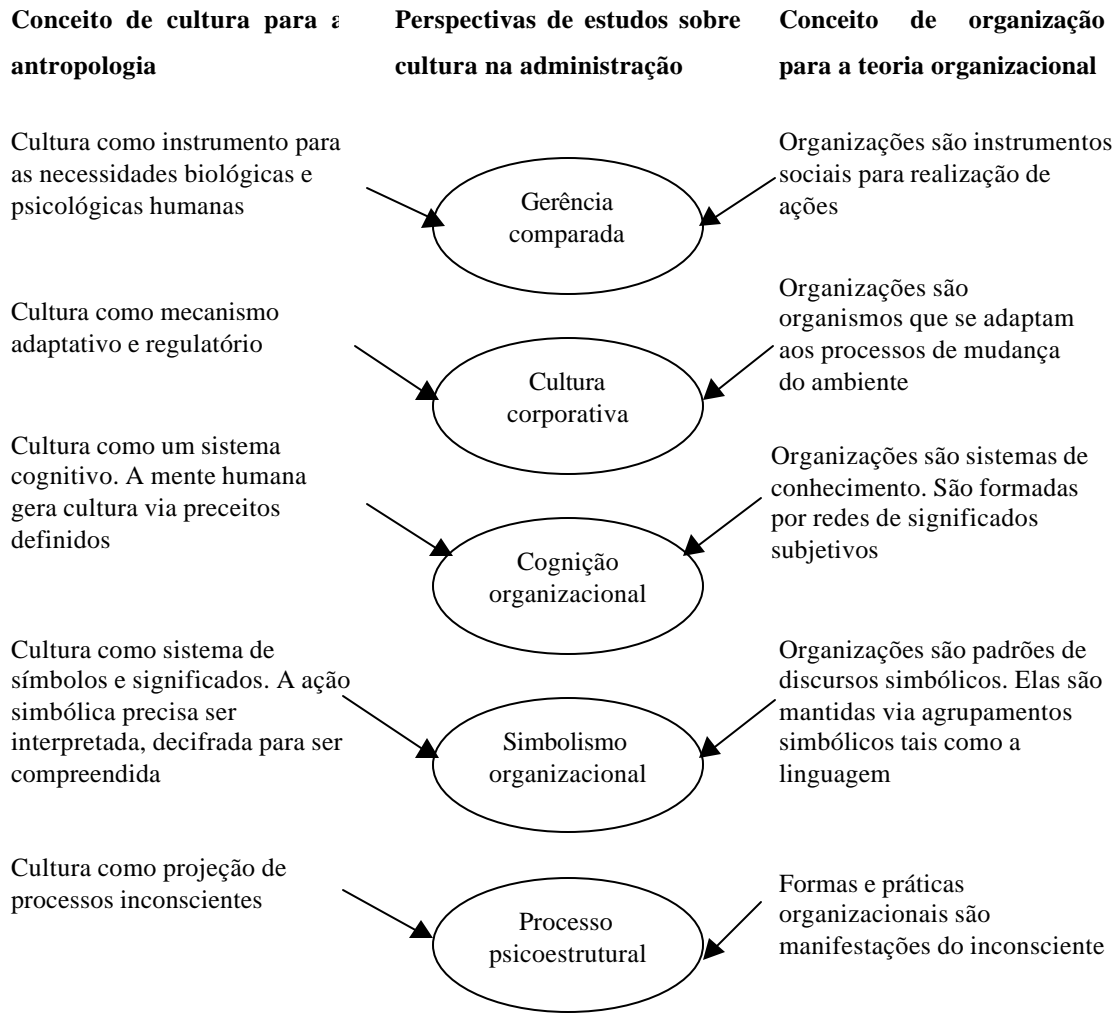 Conceito de cultura para a
antropologia
Perspectivas de estudos sobre
cultura na administração
Conceito de organização
para a teoria organizacional
Cultura como instrumento para
as necessidades biológicas e
psicológicas humanas
Gerência
comparada
Organizações são instrumentos
sociais para realização de
ações
Cultura como mecanismo
adaptativo e regulatório
Cultura
corporativa
Organizações são
organismos que se adaptam
aos processos de mudança
do ambiente
Cultura como um sistema
cognitivo. A mente humana
gera cultura via preceitos
definidos
Cognição
organizacional
Organizações são sistemas de
conhecimento. São formadas
por redes de significados
subjetivos
Cultura como sistema de
símbolos e significados. A ação
simbólica precisa ser
interpretada, decifrada para ser
compreendida
Simbolismo
organizacional
Organizações são padrões de
discursos simbólicos. Elas são
mantidas via agrupamentos
simbólicos tais como a
linguagem
Cultura como projeção de
processos inconscientes
Processo
psicoestrutural
Formas e práticas
organizacionais são
manifestações do inconsciente